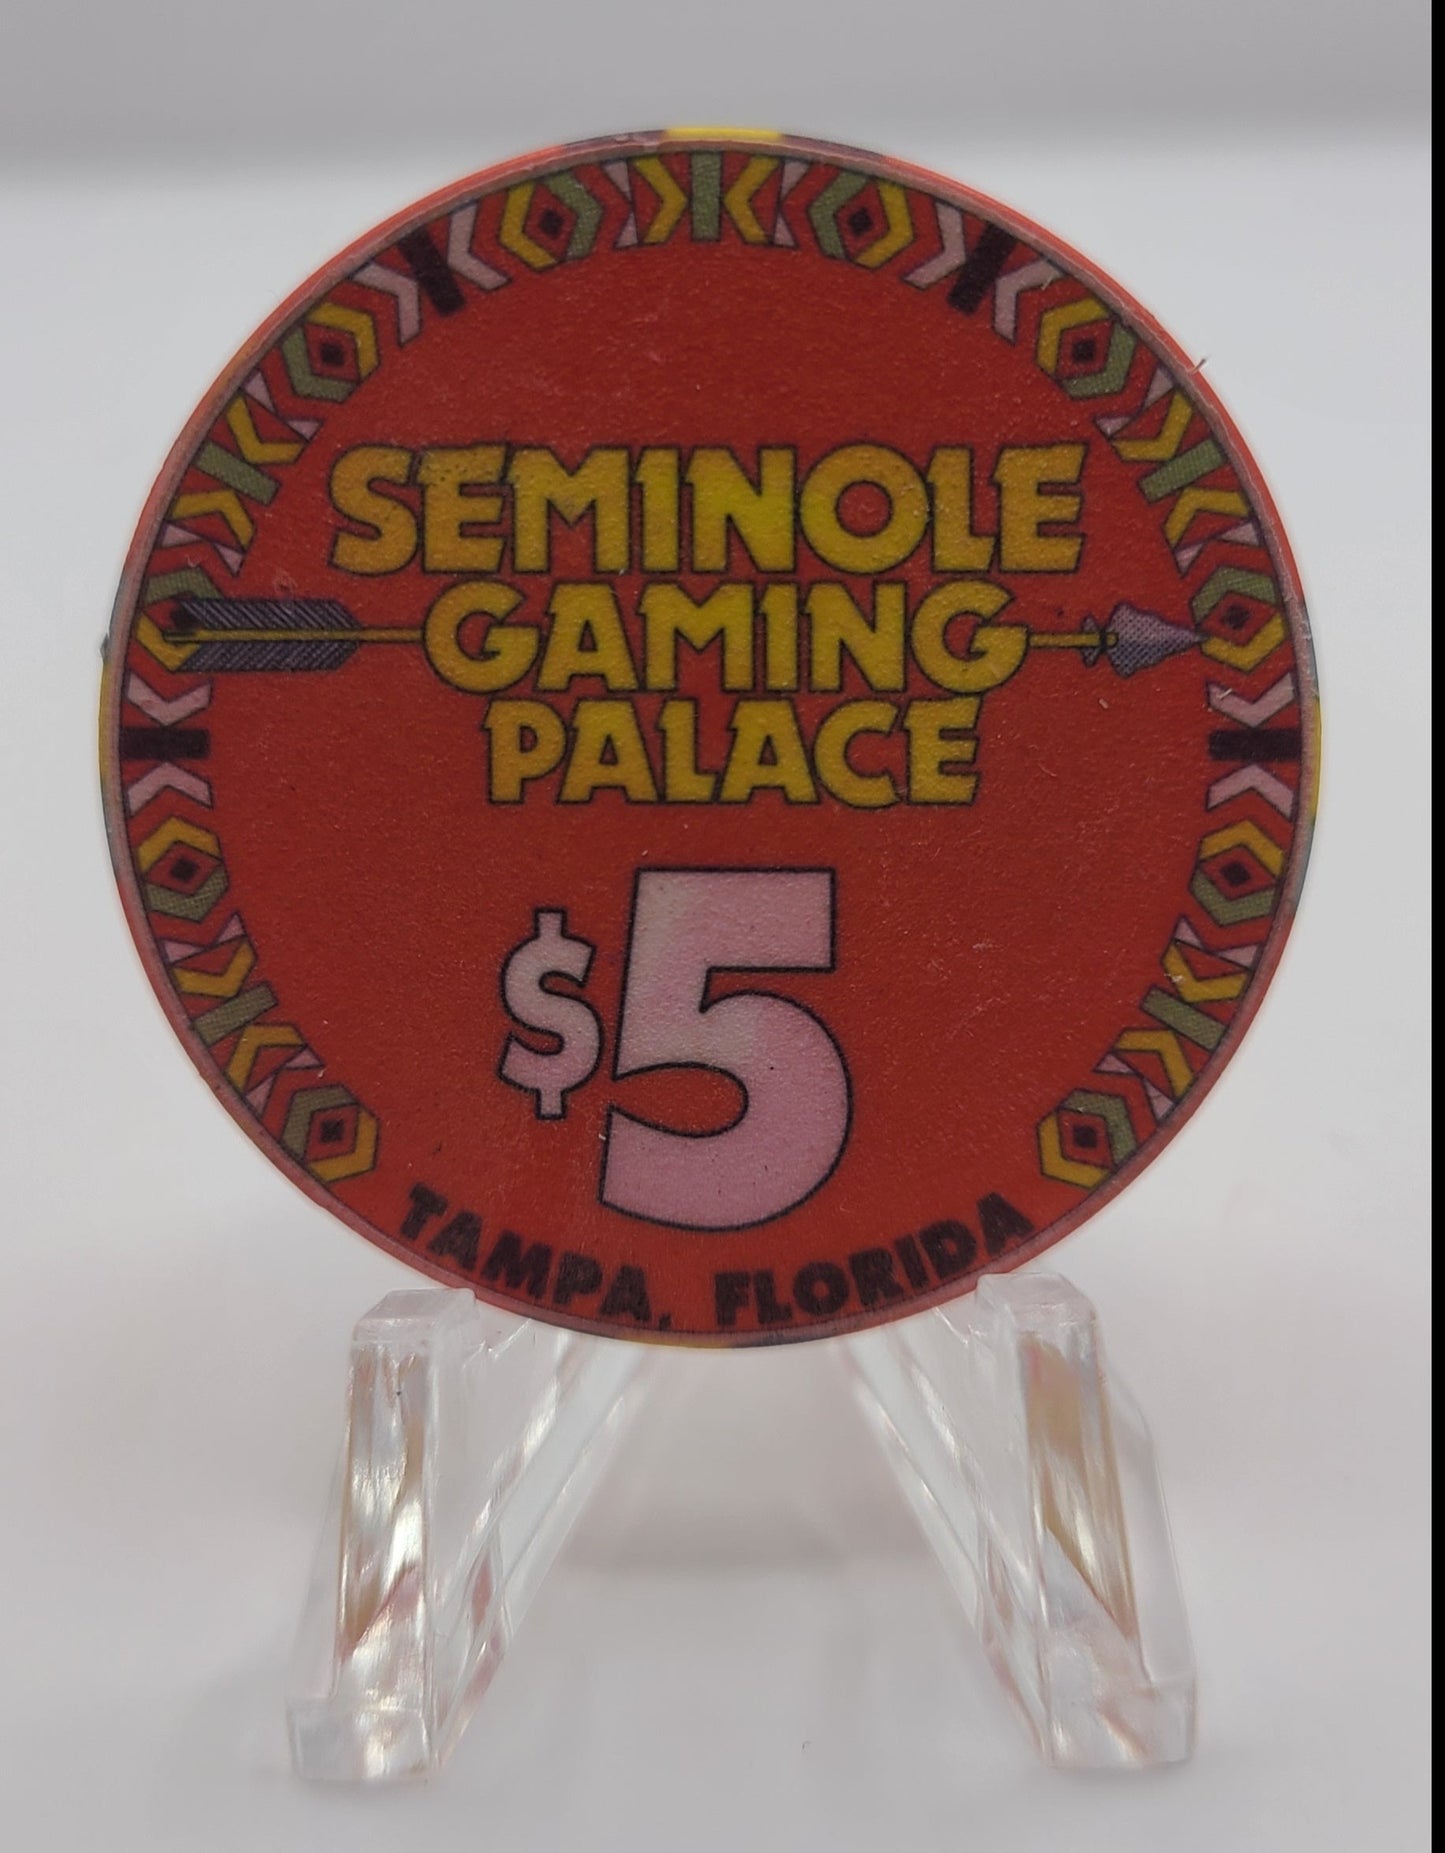 SEMINOLE
GAMING
PALACE
$5
TAMPA, FLORIDA